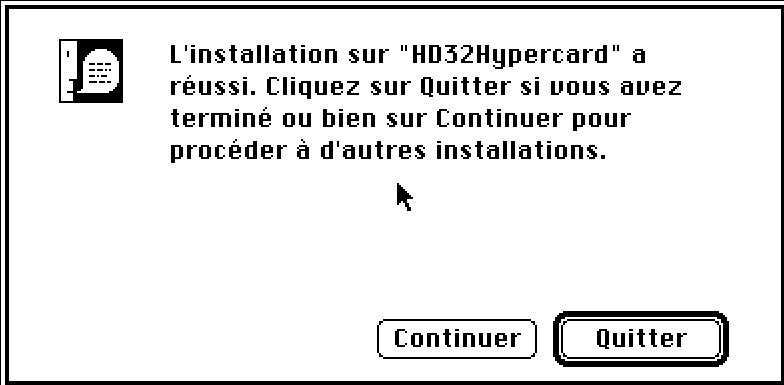 L'installation sur "HD32Hypercard" a
réussi. Cliquez sur Quitter si vous avez
terminé ou bien sur Continuer pour
procéder à d'autres installations.
Continuer
Quitter